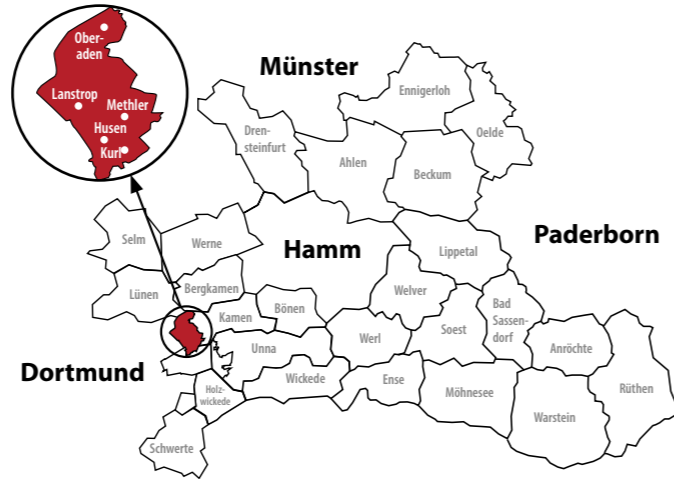 Ober-
aden
Lanstrop
Methler
Husen
Kurl
Münster
Ennigerloh
Oelde
Dren-
steinfurt
Ahlen
Beckum
Selm
Werne
Hamm
Lippetal
Paderborn
Lünen
Bergkamen
Kamen
Bönen
Welver
Bad
Sassen-
dorf
Soest
Werl
Unna
Anröchte
Dortmund
Holz-
wickede
Wickede
Ense
Möhnesee
Rüthen
Warstein
Schwerte